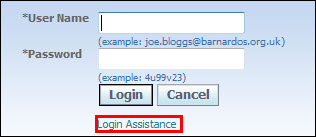 *User Name
(example: joe.bloggs@barnardos.org.uk)
*Password
(example: 4u99v23)
Login Cancel
Login Assistance